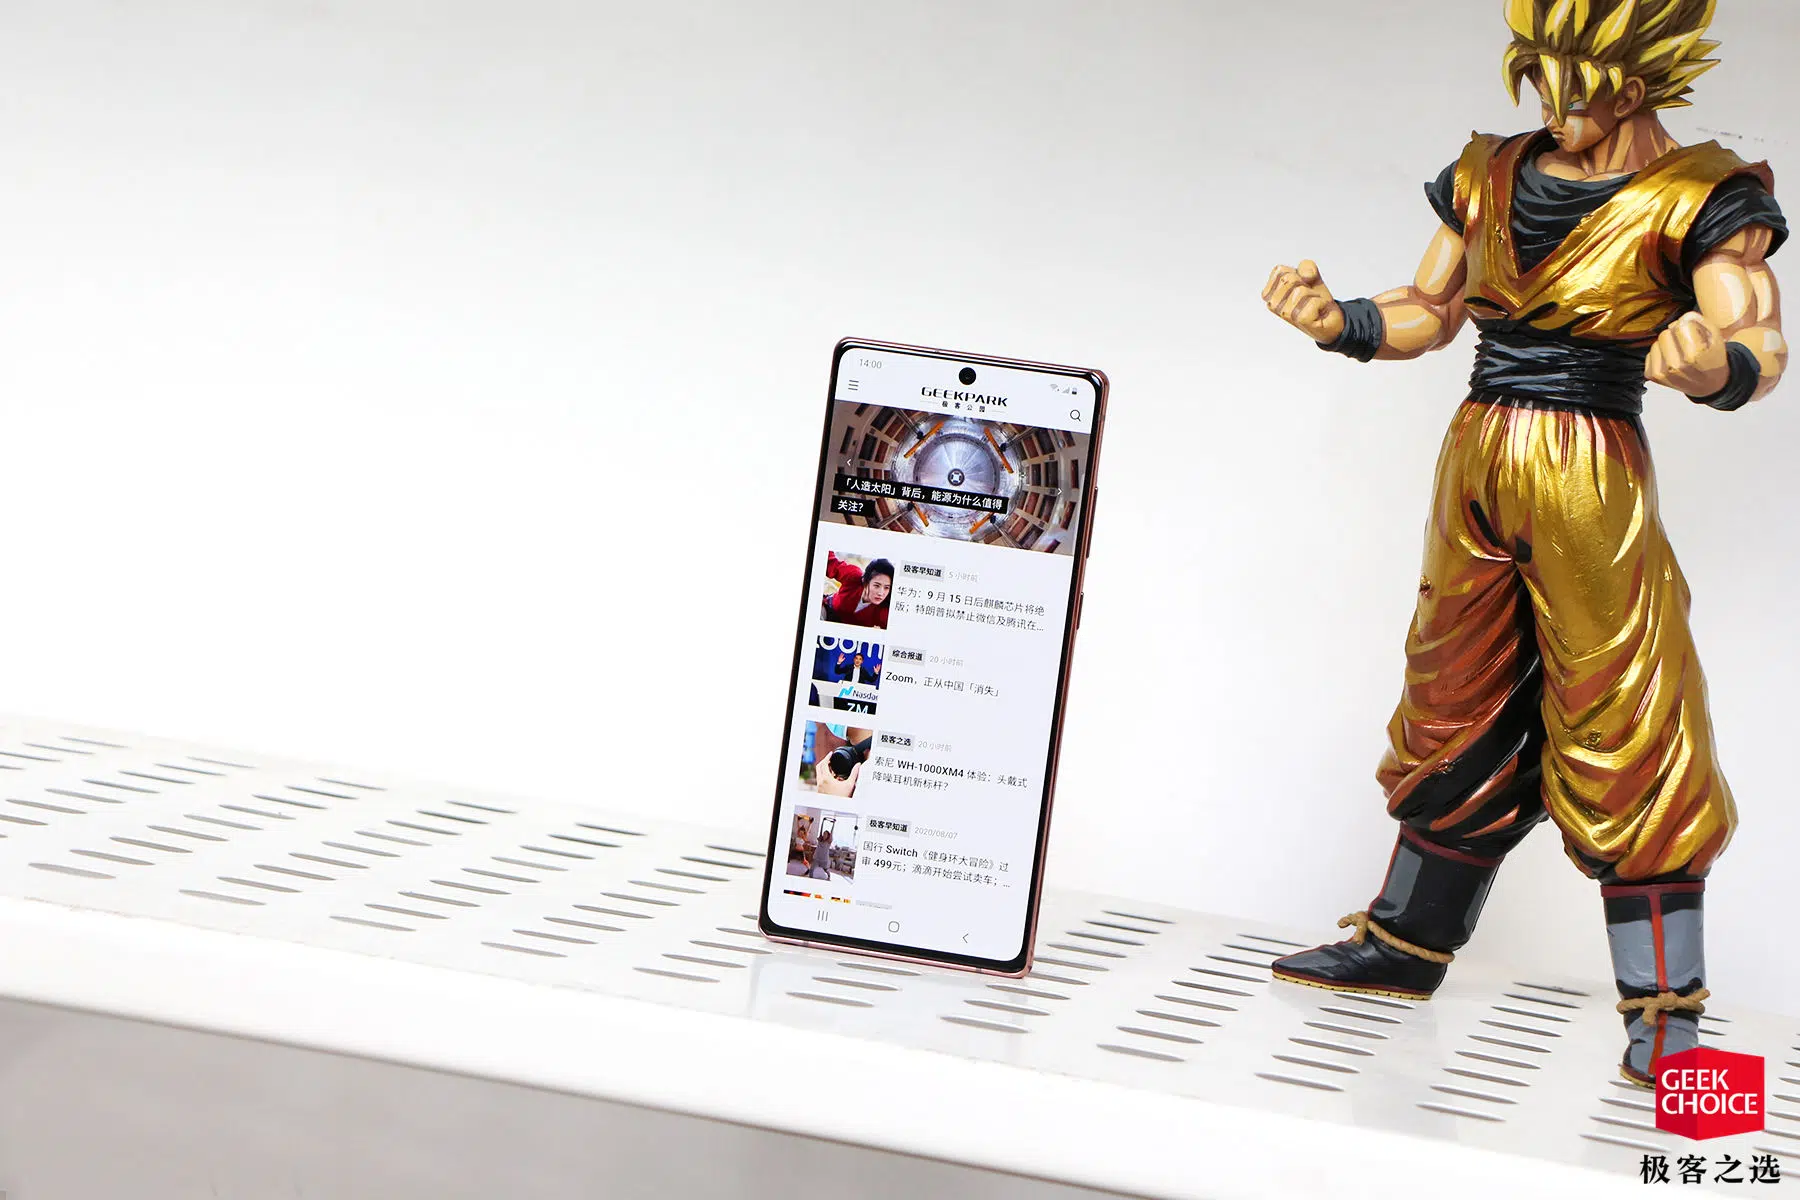 14:00
GEEKPARK
极客公园
「人造太阳」背后，能源为什么值得
关注？
极客早知道 5 小时前
华为：9 月 15 日后麒麟芯片将绝
版；特朗普拟禁止微信及腾讯在...
zoom
Nasdaq
ZM
综合报道 20 小时前
Zoom，正从中国「消失」
极客之选 20 小时前
索尼 WH-1000XM4 体验：头戴式
降噪耳机新标杆？
极客早知道 2020/08/07
国行 Switch《健身环大冒险》过
审 499元；滴滴开始尝试卖车；...
GEEK
CHOICE
极客之选